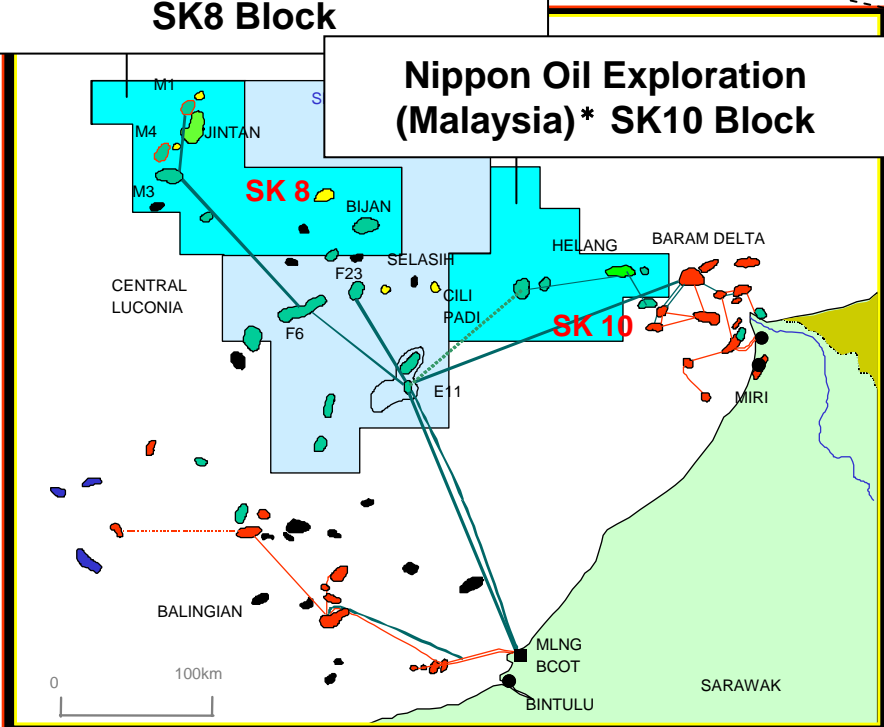 SK8 Block
Nippon Oil Exploration
(Malaysia)* SK10 Block
M1
M4
JINTAN
M3
SK 8
BIJAN
HELANG
BARAM DELTA
SELASIH
F23
CENTRAL
LUCONIA
CILI
PADI
F6
SK 10
E11
MIRI
BALINGIAN
MLNG
BCOT
0
100km
SARAWAK
BINTULU